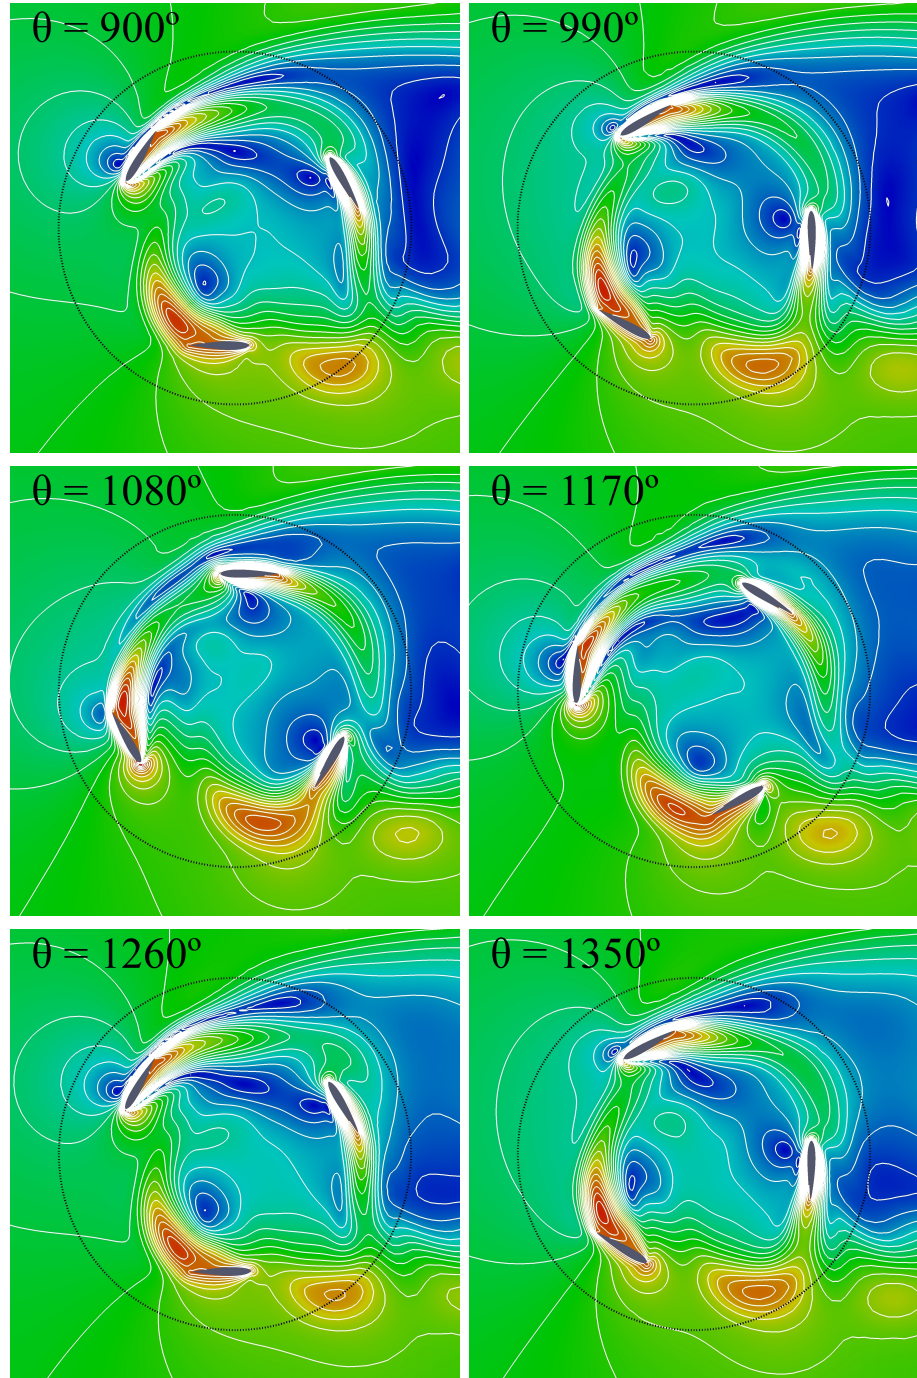 θ = 900º
θ = 990º
θ = 1080º
θ = 1170º
θ = 1260º
θ = 1350º